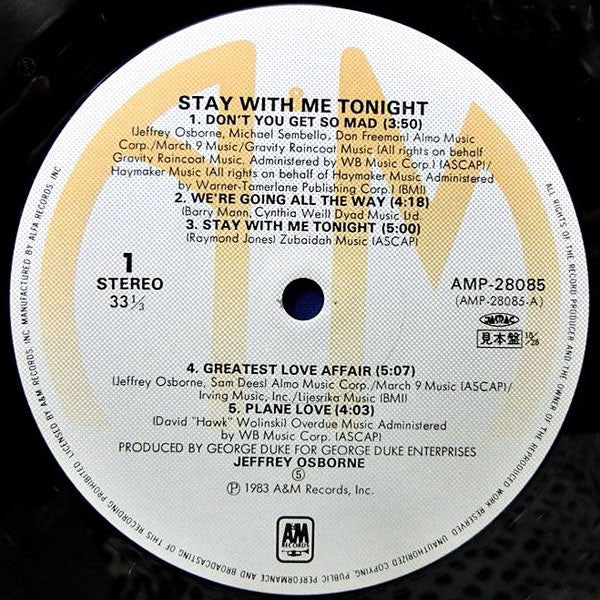 STAY WITH ME TONIGHT
1. DON'T YOU GET SO MAD (3:50)
(Jeffrey Osborne, Michael Sembello, Don Freeman) Almo Music
Corp./March 9 Music/Gravity Raincoat Music (All rights on behalf
Gravity Raincoat Music. Administered by WB Music Corp.) (ASCAP)/
Haymaker Music (All rights on behalf of Haymaker Music Administered
by Warner-Tamerlane Publishing Corp.) (BMI)
2. WE'RE GOING ALL THE WAY (4:18)
(Barry Mann, Cynthia Weil) Dyad Music Ltd.
3. STAY WITH ME TONIGHT (5:00)
(Raymond Jones) Zubaidah Music (ASCAP)
1
STEREO
33 1/3
AMP-28085
(AMP-28085-A)
JASRAC
見本盤
4. GREATEST LOVE AFFAIR (5:07)
(Jeffrey Osborne, Sam Dees) Almo Music Corp./March 9 Music (ASCAP)/
Irving Music, Inc./Lijesrika Music (BMI)
5. PLANE LOVE (4:03)
(David "Hawk" Wolinski) Overdue Music Administered
by WB Music Corp. (ASCAP)
PRODUCED BY GEORGE DUKE FOR GEORGE DUKE ENTERPRISES
JEFFREY OSBORNE
⑤
℗ 1983 A&M Records, Inc.
A&M
RECORDS
ALL RIGHTS OF THE RECORD PRODUCER AND THE OWNER OF THE REPRODUCED WORK RESERVED. UNAUTHORIZED COPYING PUBLIC PERFORMANCE AND BROADCASTING OF THIS RECORDING PROHIBITED LICENSED BY A&M RECORDS, INC. MANUFACTURED BY ALFA RECORDS, INC